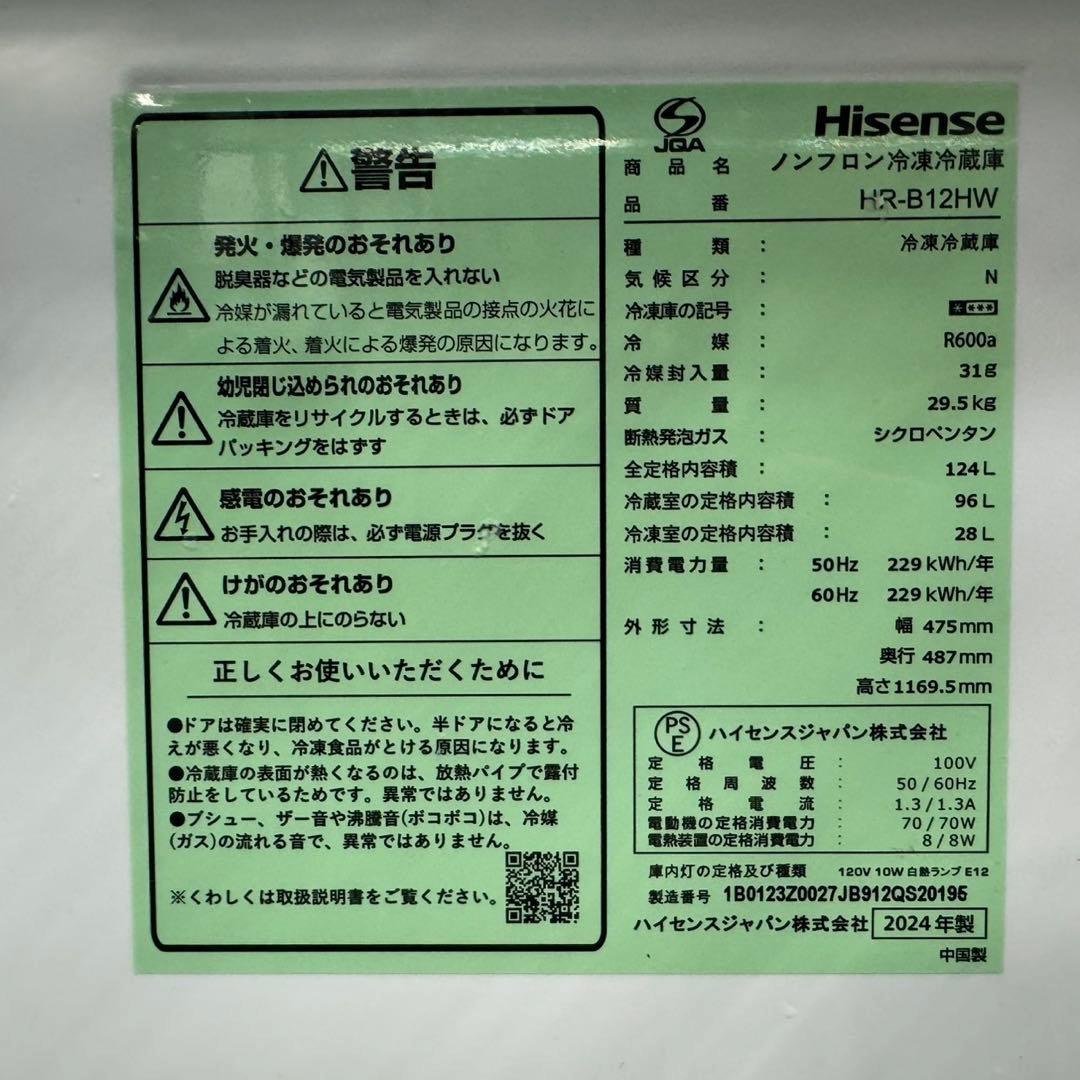 警告
発火・爆発のおそれあり
脱臭器などの電気製品を入れない
冷媒が漏れていると電気製品の接点の火花に
よる着火、着火による爆発の原因になります。
幼児閉じ込められのおそれあり
冷蔵庫をリサイクルするときは、必ずドア
パッキングをはずす
感電のおそれあり
お手入れの際は、必ず電源プラグを抜く
けがのおそれあり
冷蔵庫の上にのらない
正しくお使いいただくために
●ドアは確実に閉めてください。半ドアになると冷
えが悪くなり、冷凍食品がとける原因になります。
●冷蔵庫の表面が熱くなるのは、放熱パイプで露付
防止をしているためです。異常ではありません。
●ブシュー、ザー音や沸騰音(ボコボコ)は、冷媒
(ガス)の流れる音で、異常ではありません。
※くわしくは取扱説明書をご覧ください。
JQA
Hisense
商品名 ノンフロン冷凍冷蔵庫
品番 HR-B12HW
種類 : 冷凍冷蔵庫
気候区分 : N
冷凍庫の記号 : ****
冷媒 : R600a
冷媒封入量 : 31g
質量 : 29.5kg
断熱発泡ガス : シクロペンタン
全定格内容積 : 124L
冷蔵室の定格内容積 : 96L
冷凍室の定格内容積 : 28L
消費電力量 : 50Hz 229kWh/年
60Hz 229kWh/年
外形寸法 : 幅 475mm
奥行 487mm
高さ1169.5mm
PSE ハイセンスジャパン株式会社
定格電圧 : 100V
定格周波数 : 50/60Hz
定格電流 : 1.3/1.3A
電動機の定格消費電力 : 70/70W
電熱装置の定格消費電力 : 8/8W
庫内灯の定格及び種類 120V 10W 白熱ランプ E12
製造番号 1B0123Z0027JB912QS20195
ハイセンスジャパン株式会社 2024年製
中国製